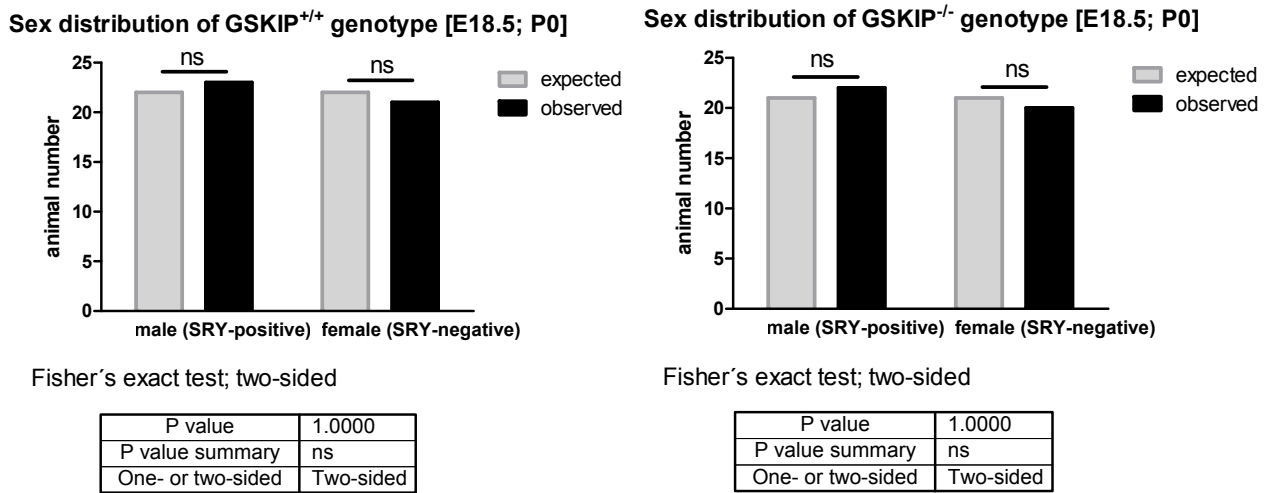 Sex distribution of GSKIP+/+ genotype [E18.5; P0]
25
20
15
10
5
0
animal number
ns
ns
expected
observed
male (SRY-positive) female (SRY-negative)
Fisher´s exact test; two-sided
P value 1.0000
P value summary ns
One- or two-sided Two-sided
Sex distribution of GSKIP-/- genotype [E18.5; P0]
25
20
15
10
5
0
animal number
ns
ns
expected
observed
male (SRY-positive) female (SRY-negative)
Fisher´s exact test; two-sided
P value 1.0000
P value summary ns
One- or two-sided Two-sided